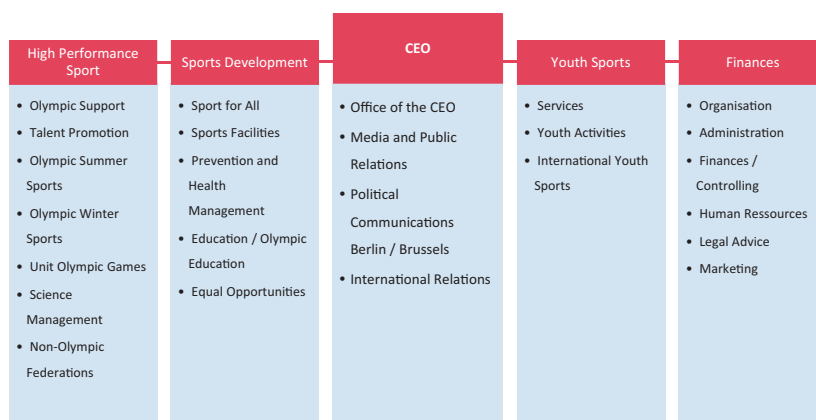 High Performance
Sport
• Olympic Support
• Talent Promotion
• Olympic Summer
Sports
• Olympic Winter
Sports
• Unit Olympic Games
• Science
Management
• Non-Olympic
Federations
Sports Development
• Sport for All
• Sports Facilities
• Prevention and
Health
Management
• Education / Olympic
Education
• Equal Opportunities
CEO
• Office of the CEO
• Media and Public
Relations
• Political
Communications
Berlin / Brussels
• International Relations
Youth Sports
• Services
• Youth Activities
• International Youth
Sports
Finances
• Organisation
• Administration
• Finances /
Controlling
• Human Ressources
• Legal Advice
• Marketing